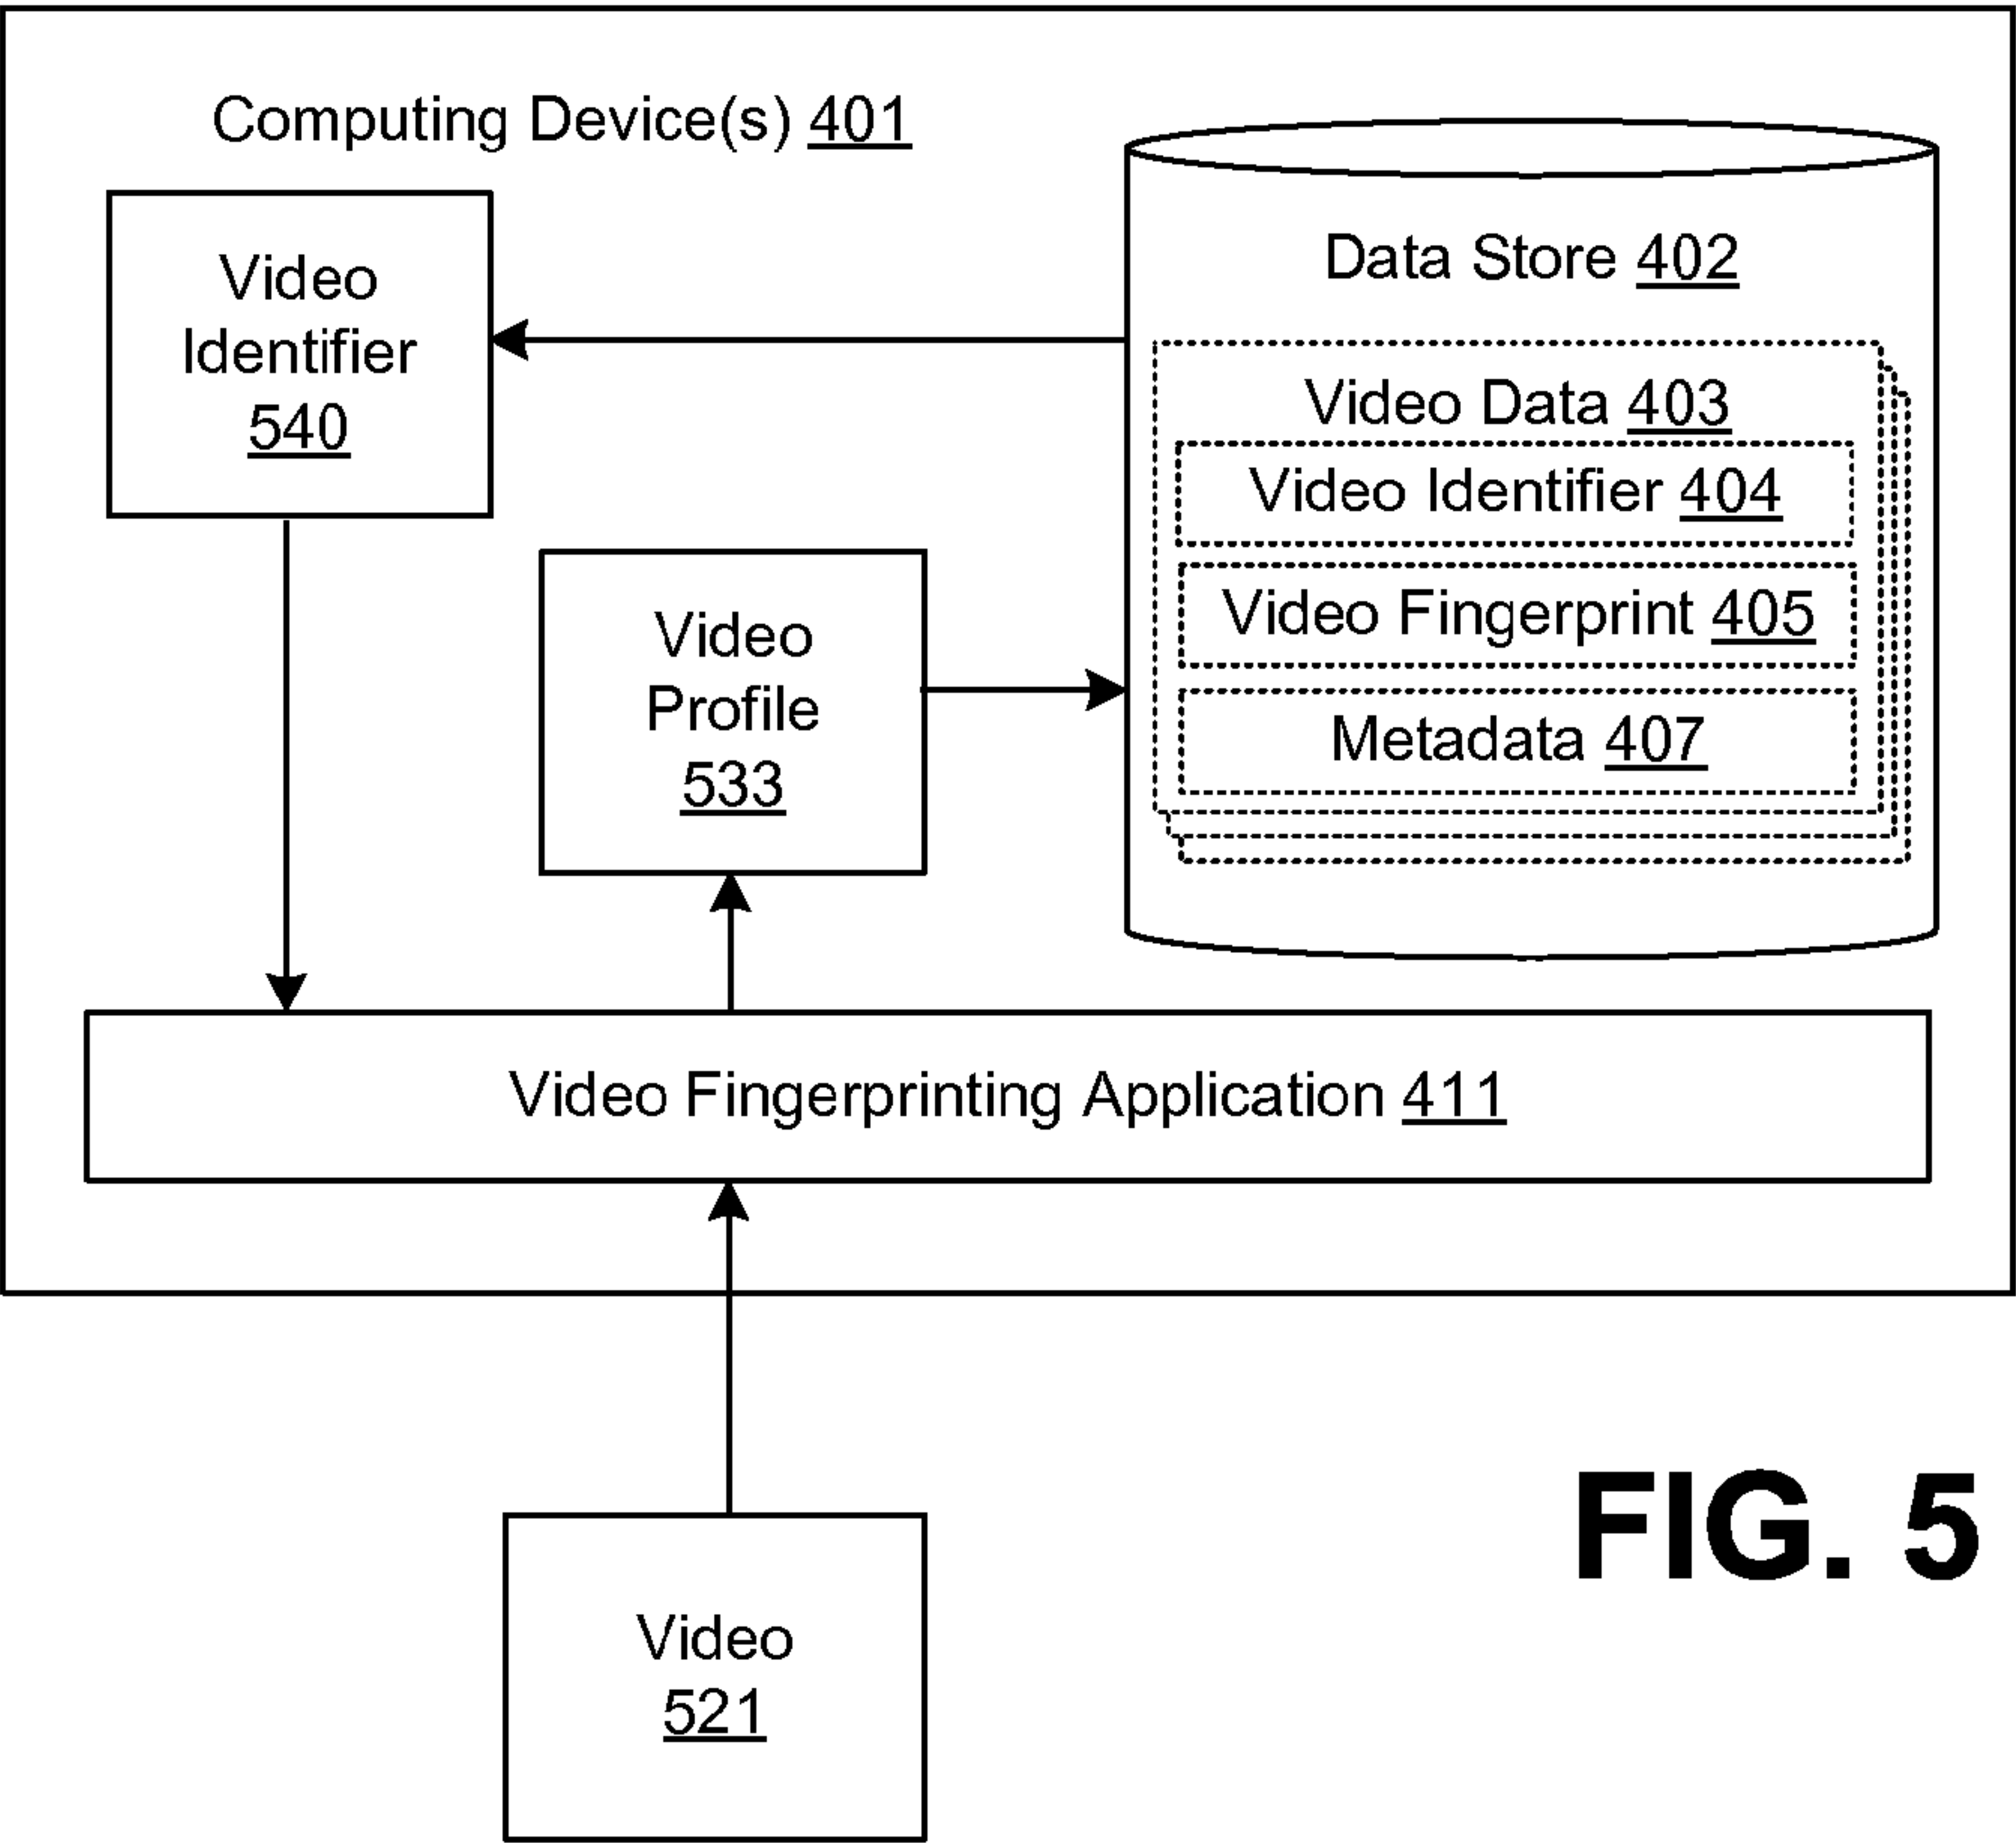 Computing Device(s) 401
Video
Identifier
540
Data Store 402
Video Data 403
Video Identifier 404
Video Fingerprint 405
Metadata 407
Video
Profile
533
Video Fingerprinting Application 411
Video
521
FIG. 5